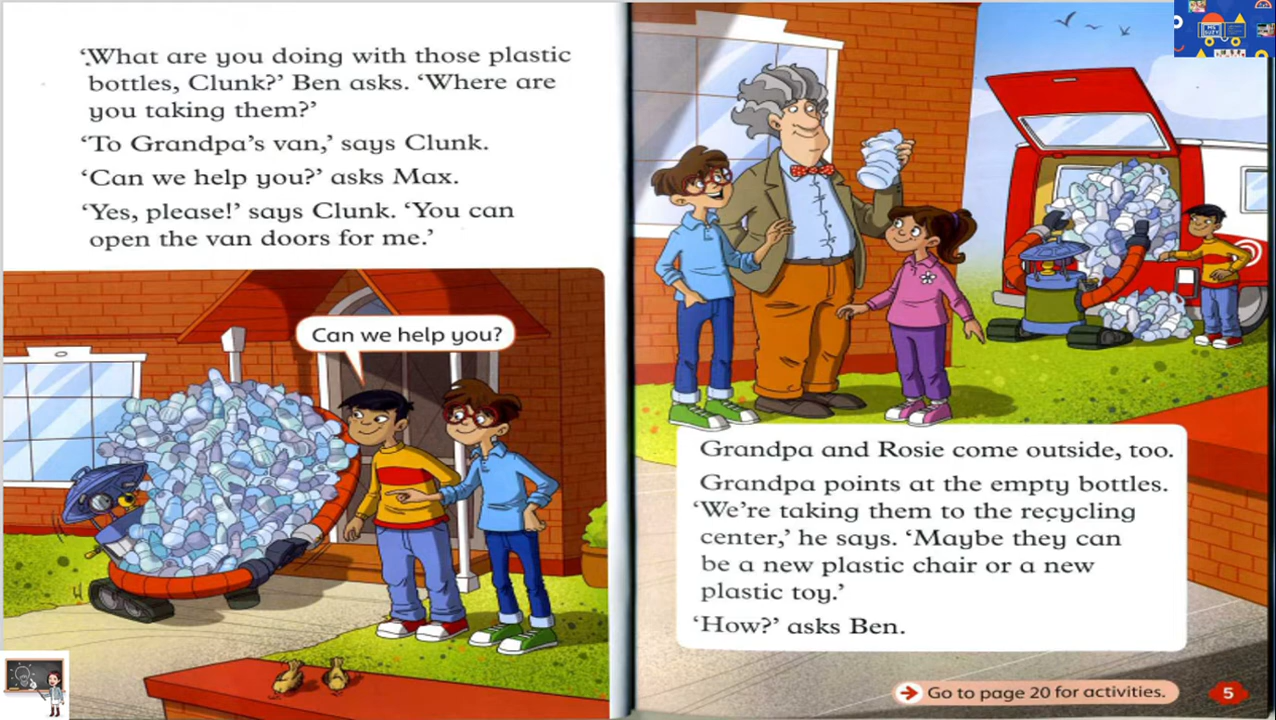 ‘What are you doing with those plastic
bottles, Clunk?’ Ben asks. ‘Where are
you taking them?’
‘To Grandpa’s van,’ says Clunk.
‘Can we help you?’ asks Max.
‘Yes, please!’ says Clunk. ‘You can
open the van doors for me.’
Can we help you?
Grandpa and Rosie come outside, too.
Grandpa points at the empty bottles.
‘We’re taking them to the recycling
center,’ he says. ‘Maybe they can
be a new plastic chair or a new
plastic toy.’
‘How?’ asks Ben.
Go to page 20 for activities.
5